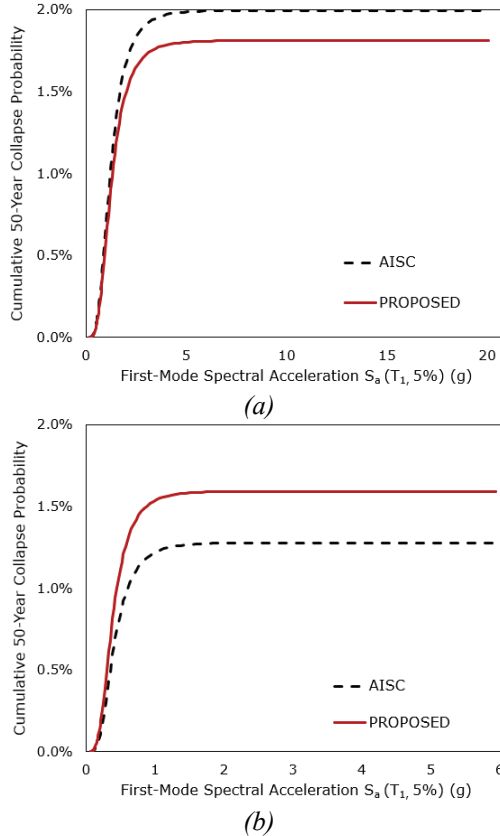 Cumulative 50-Year Collapse Probability
2.0%
1.5%
1.0%
0.5%
0.0%
AISC
PROPOSED
0 5 10 15 20
First-Mode Spectral Acceleration Sₐ (T₁, 5%) (g)
(a)
Cumulative 50-Year Collapse Probability
2.0%
1.5%
1.0%
0.5%
0.0%
AISC
PROPOSED
0 1 2 3 4 5 6
First-Mode Spectral Acceleration Sₐ (T₁, 5%) (g)
(b)